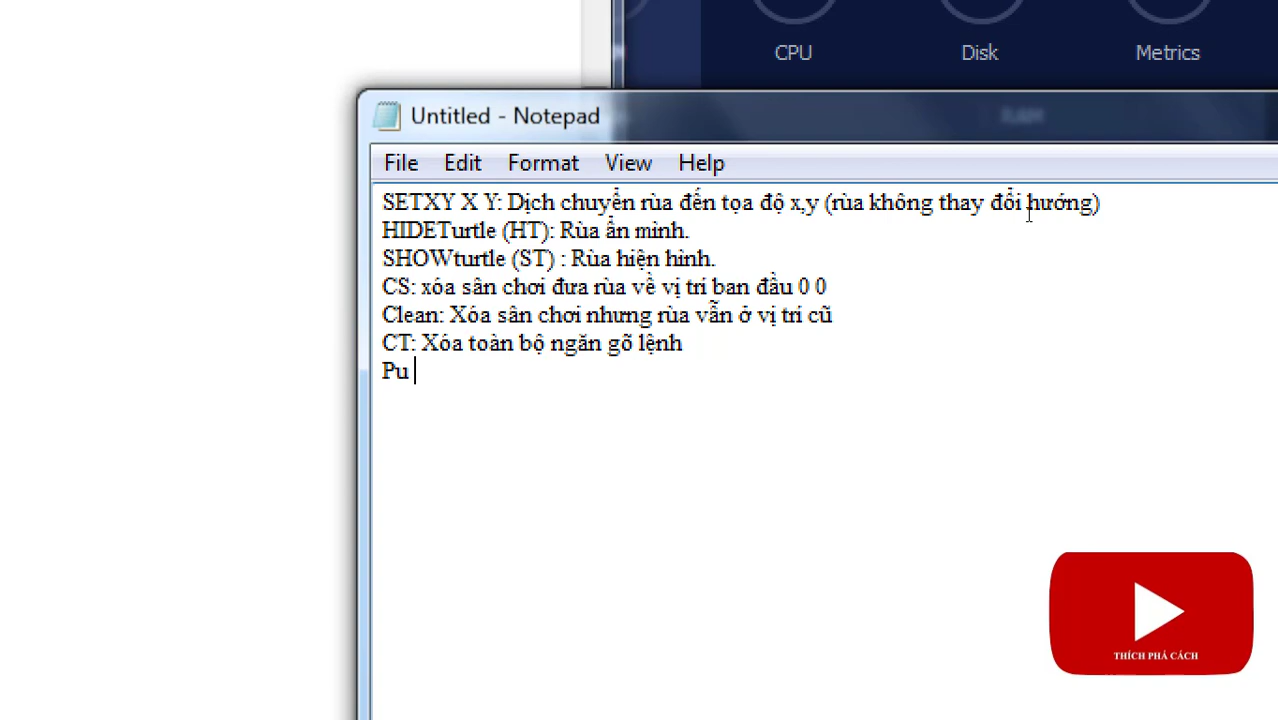 CPU Disk Metrics
Untitled - Notepad
RAM
File Edit Format View Help
SETXY X Y: Dịch chuyển rùa đến tọa độ x,y (rùa không thay đổi hướng)
HIDETurtle (HT): Rùa ẩn mình.
SHOWturtle (ST) : Rùa hiện hình.
CS: xóa sân chơi đưa rùa về vị trí ban đầu 0 0
Clean: Xóa sân chơi nhưng rùa vẫn ở vị trí cũ
CT: Xóa toàn bộ ngăn gõ lệnh
Pu
THÍCH PHÁ CÁCH